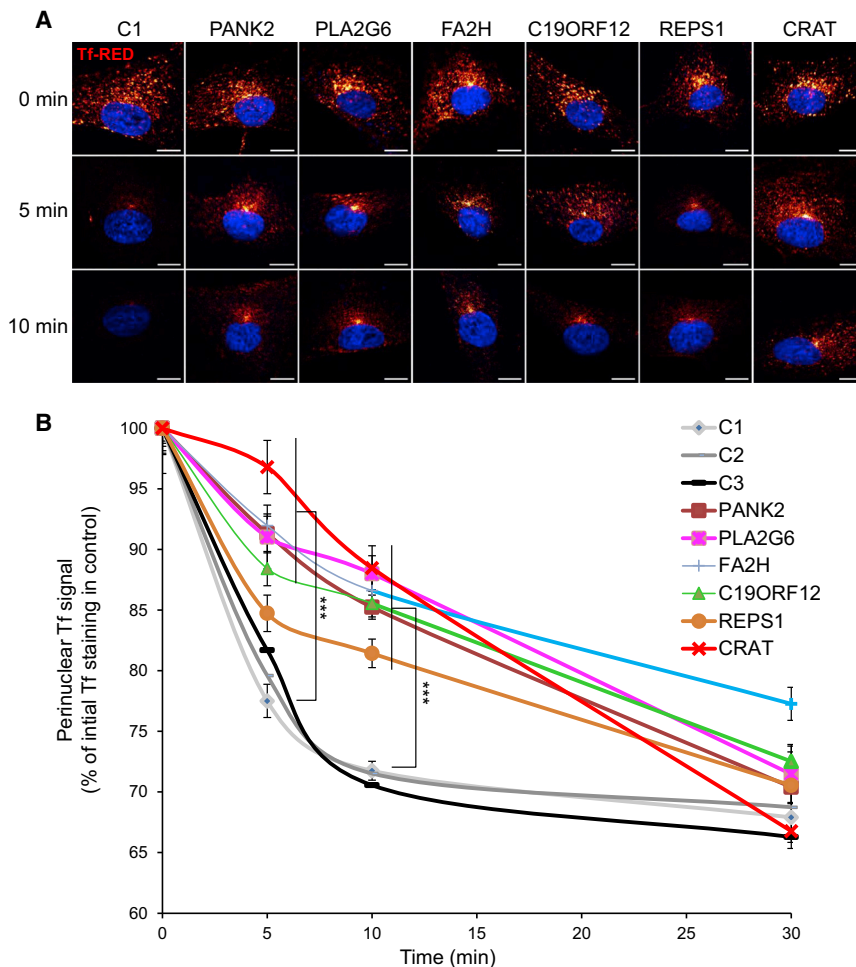 A
C1 PANK2 PLA2G6 FA2H C19ORF12 REPS1 CRAT
Tf-RED
0 min
5 min
10 min
B
Perinuclear Tf signal
(% of intial Tf staining in control)
100
95
90
85
80
75
70
65
60
0 5 10 15 20 25 30
Time (min)
***
***
C1
C2
C3
PANK2
PLA2G6
FA2H
C19ORF12
REPS1
CRAT